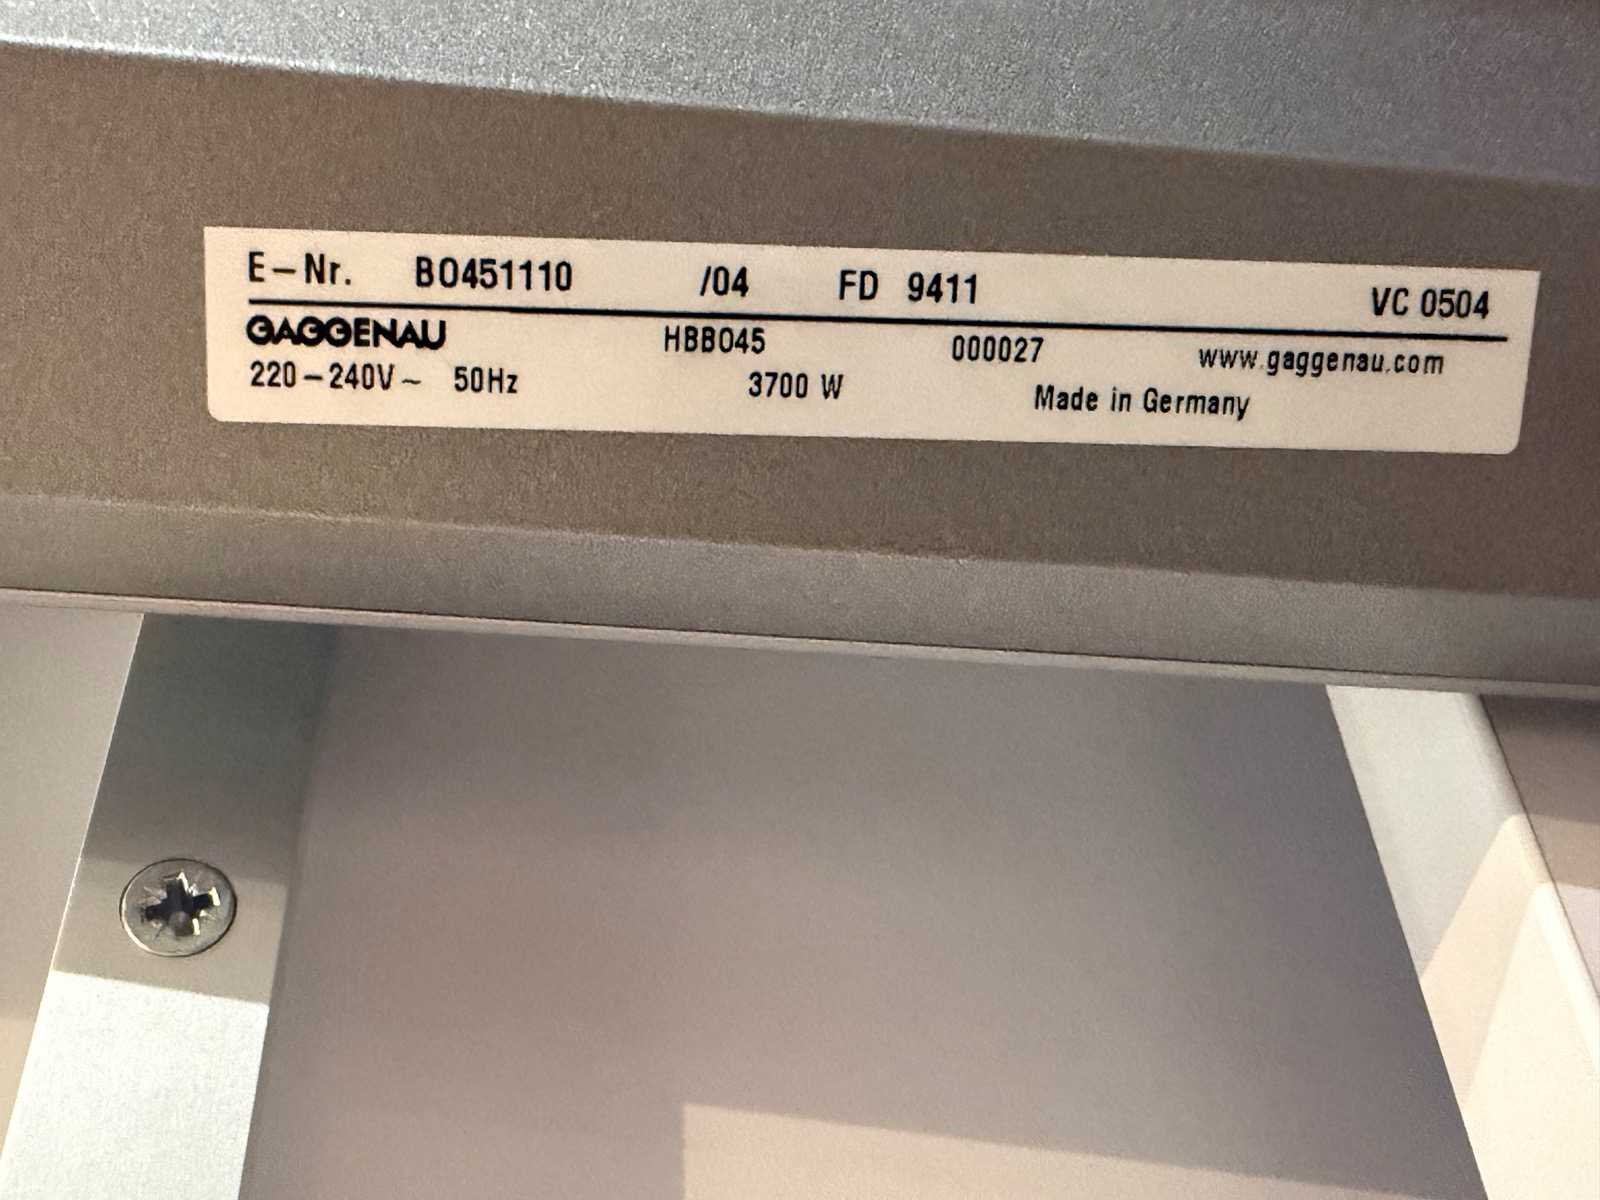 E-Nr. BO451110 /04 FD 9411 VC 0504
GAGGENAU HBBO45 000027 www.gaggenau.com
220-240V~ 50Hz 3700 W Made in Germany